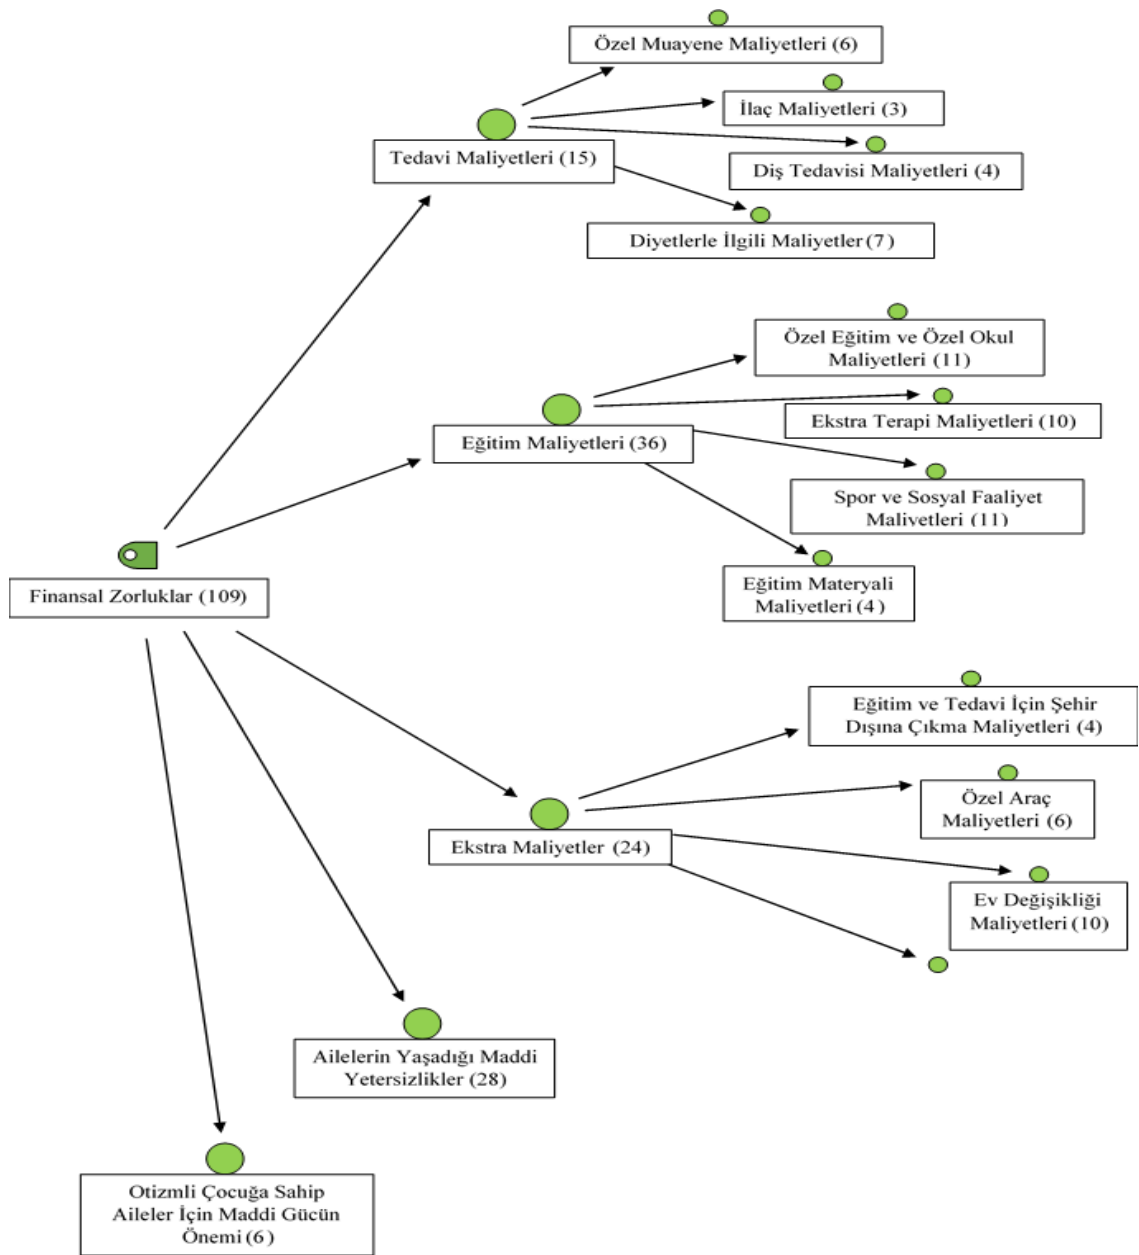 Özel Muayene Maliyetleri (6)
İlaç Maliyetleri (3)
Tedavi Maliyetleri (15)
Diş Tedavisi Maliyetleri (4)
Diyetlerle İlgili Maliyetler (7)
Özel Eğitim ve Özel Okul
Maliyetleri (11)
Ekstra Terapi Maliyetleri (10)
Eğitim Maliyetleri (36)
Spor ve Sosyal Faaliyet
Maliyetleri (11)
Eğitim Materyali
Maliyetleri (4)
Finansal Zorluklar (109)
Eğitim ve Tedavi İçin Şehir
Dışına Çıkma Maliyetleri (4)
Özel Araç
Maliyetleri (6)
Ekstra Maliyetler (24)
Ev Değişikliği
Maliyetleri (10)
Ailelerin Yaşadığı Maddi
Yetersizlikler (28)
Otizmli Çocuğa Sahip
Aileler İçin Maddi Gücün
Önemi (6)